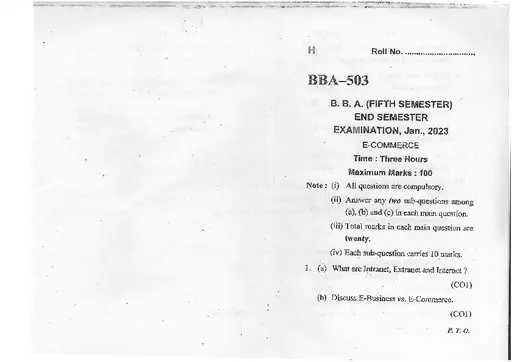 H Roll No. ..............................
BBA–503
B. B. A. (FIFTH SEMESTER)
END SEMESTER
EXAMINATION, Jan., 2023
E-COMMERCE
Time : Three Hours
Maximum Marks : 100
Note : (i) All questions are compulsory.
(ii) Answer any two sub-questions among
(a), (b) and (c) in each main question.
(iii) Total marks in each main question are
twenty.
(iv) Each sub-question carries 10 marks.
1. (a) What are Intranet, Extranet and Internet ?
(CO1)
(b) Discuss E-Business vs. E-Commerce.
(CO1)
P. T. O.